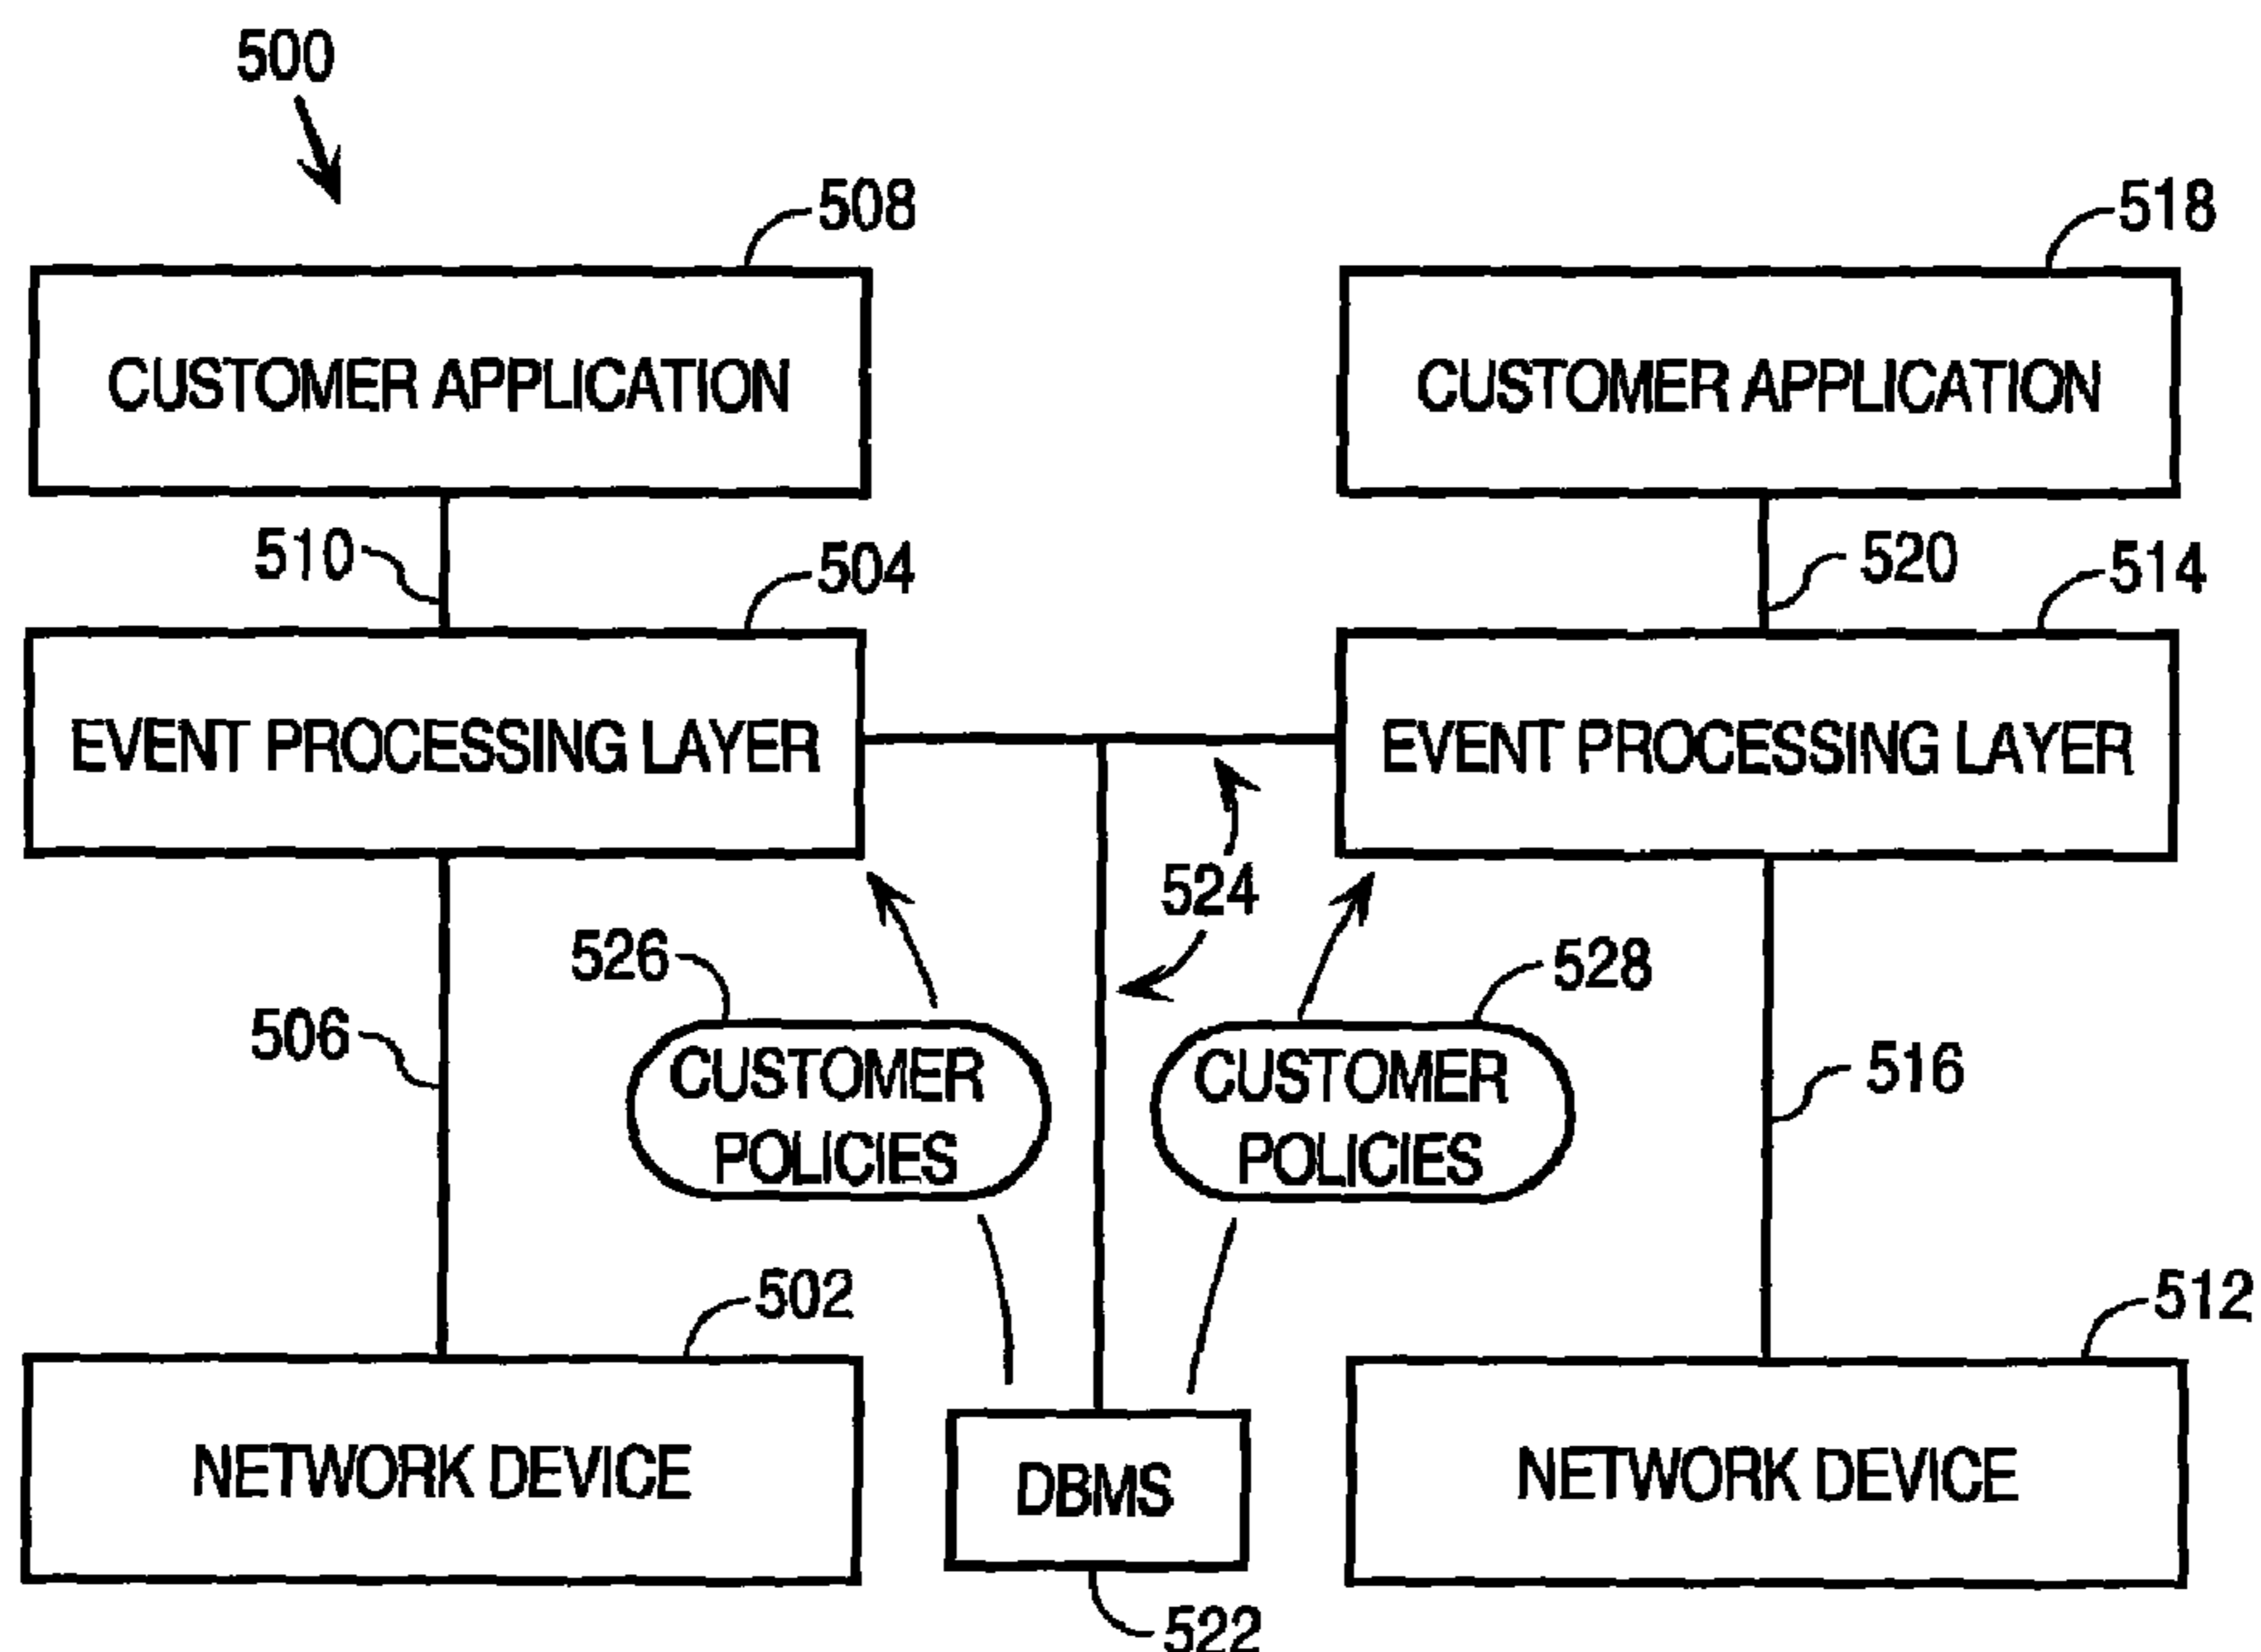 500
508
518
CUSTOMER APPLICATION
CUSTOMER APPLICATION
510
504
520
514
EVENT PROCESSING LAYER
EVENT PROCESSING LAYER
524
526
528
506
CUSTOMER
POLICIES
CUSTOMER
POLICIES
516
502
512
NETWORK DEVICE
DBMS
NETWORK DEVICE
522